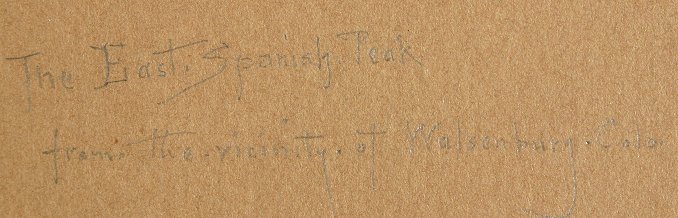 The East Spanish Peak
from the vicinity of Walsenburg. Colo